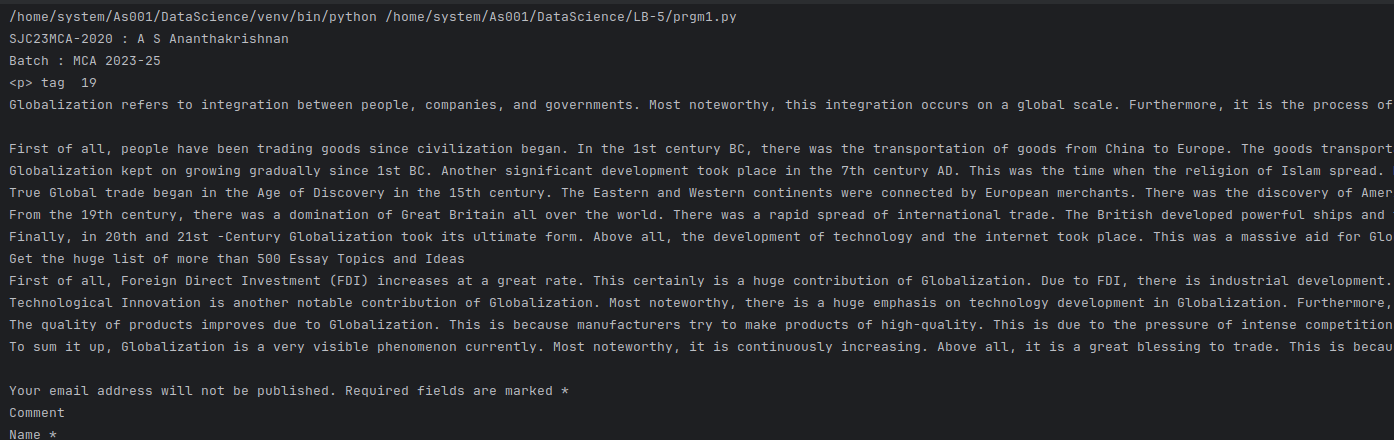 /home/system/As001/DataScience/venv/bin/python /home/system/As001/DataScience/LB-5/prgm1.py
SJC23MCA-2020 : A S Ananthakrishnan
Batch : MCA 2023-25
<p> tag  19
Globalization refers to integration between people, companies, and governments. Most noteworthy, this integration occurs on a global scale. Furthermore, it is the process of
First of all, people have been trading goods since civilization began. In the 1st century BC, there was the transportation of goods from China to Europe. The goods transport
Globalization kept on growing gradually since 1st BC. Another significant development took place in the 7th century AD. This was the time when the religion of Islam spread.
True Global trade began in the Age of Discovery in the 15th century. The Eastern and Western continents were connected by European merchants. There was the discovery of Amer
From the 19th century, there was a domination of Great Britain all over the world. There was a rapid spread of international trade. The British developed powerful ships and
Finally, in 20th and 21st -Century Globalization took its ultimate form. Above all, the development of technology and the internet took place. This was a massive aid for Glo
Get the huge list of more than 500 Essay Topics and Ideas
First of all, Foreign Direct Investment (FDI) increases at a great rate. This certainly is a huge contribution of Globalization. Due to FDI, there is industrial development.
Technological Innovation is another notable contribution of Globalization. Most noteworthy, there is a huge emphasis on technology development in Globalization. Furthermore,
The quality of products improves due to Globalization. This is because manufacturers try to make products of high-quality. This is due to the pressure of intense competition
To sum it up, Globalization is a very visible phenomenon currently. Most noteworthy, it is continuously increasing. Above all, it is a great blessing to trade. This is becau
Your email address will not be published. Required fields are marked *
Comment
Name *